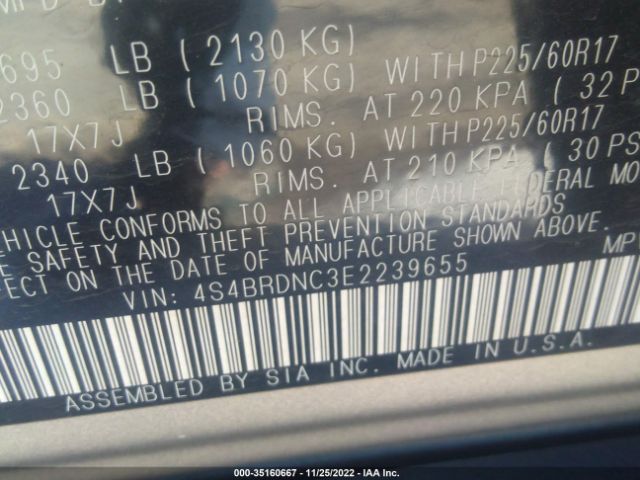 695 LB ( 2130 KG)
2360 LB ( 1070 KG) WITH P225/60R17
17X7J RIMS. AT 220 KPA ( 32 P
2340 LB ( 1060 KG) WITH P225/60R17
17X7J RIMS. AT 210 KPA ( 30 PS
EHICLE CONFORMS TO ALL APPLICABLE FEDERAL MO
E SAFETY AND THEFT PREVENTION STANDARDS
ECT ON THE DATE OF MANUFACTURE SHOWN ABOVE.
VIN: 4S4BRDNC3E2239655 MP
ASSEMBLED BY SIA INC. MADE IN U.S.A.
000-35160667 - 11/25/2022 - IAA Inc.